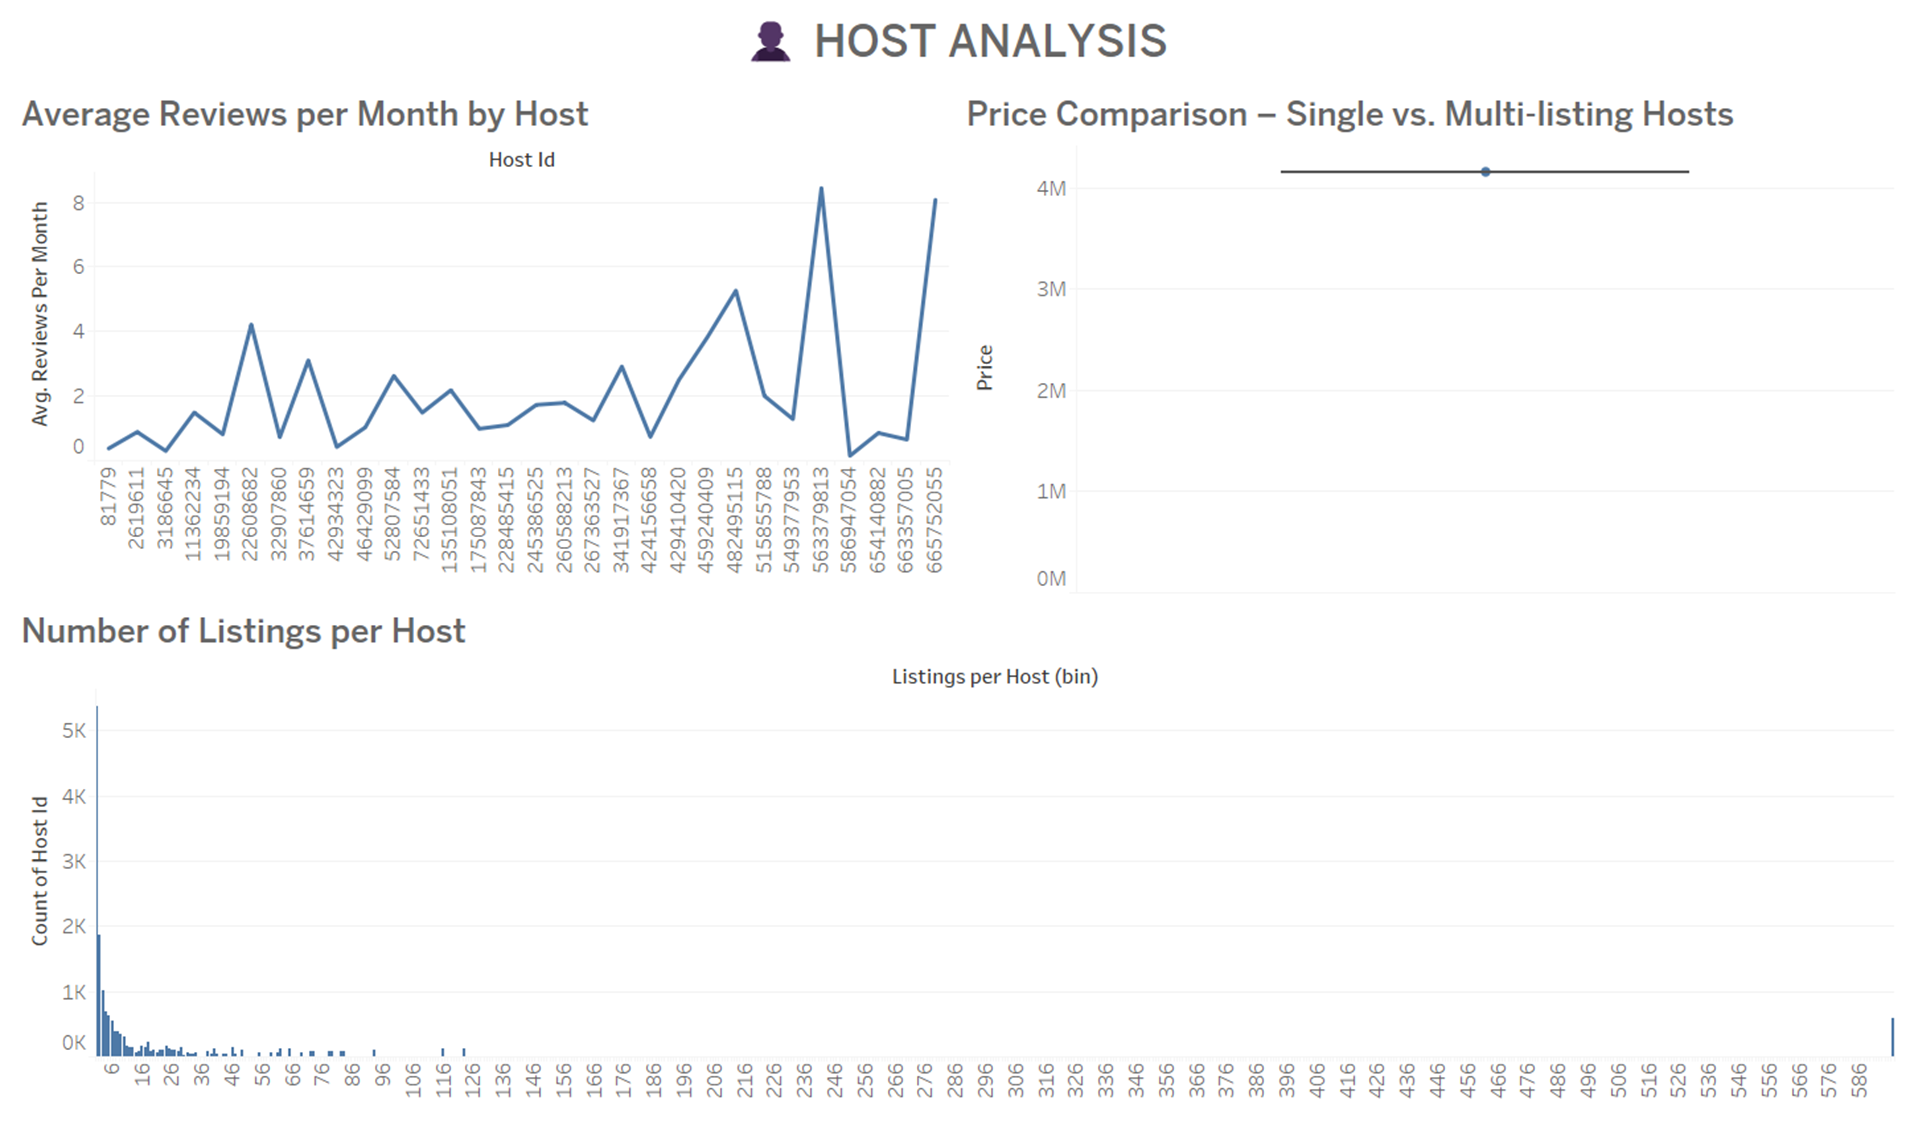 HOST ANALYSIS
Average Reviews per Month by Host
Host Id
Avg. Reviews Per Month
8
6
4
2
0
81779
2619611
3186645
11362234
19859194
22608682
32907860
37614659
42934323
46429099
52807584
72651433
135108051
175087843
228485415
245386525
260588213
267363527
341917367
424156658
429410420
459240409
482495115
515855788
549377953
563379813
586947054
654140882
663357005
665752055
Price Comparison – Single vs. Multi-listing Hosts
Price
4M
3M
2M
1M
0M
Number of Listings per Host
Listings per Host (bin)
Count of Host Id
5K
4K
3K
2K
1K
0K
6 16 26 36 46 56 66 76 86 96 106 116 126 136 146 156 166 176 186 196 206 216 226 236 246 256 266 276 286 296 306 316 326 336 346 356 366 376 386 396 406 416 426 436 446 456 466 476 486 496 506 516 526 536 546 556 566 576 586